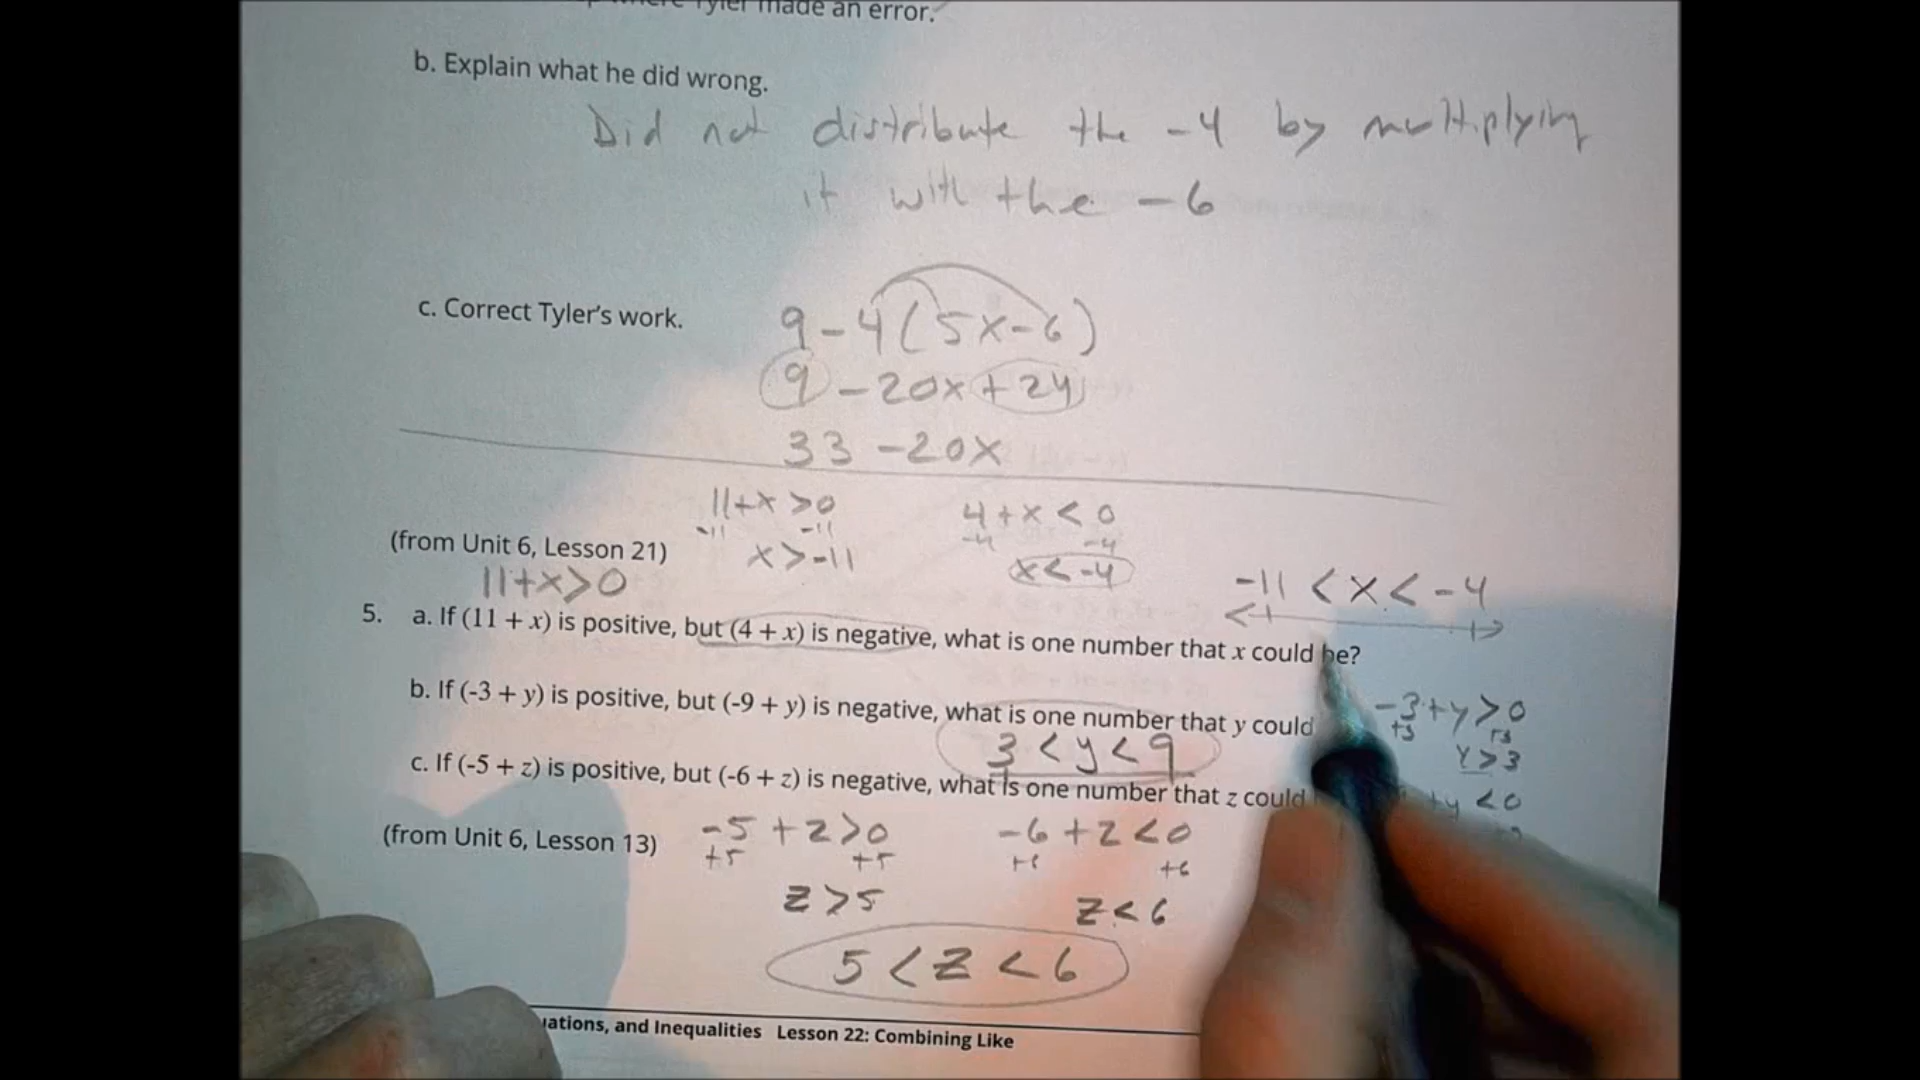 Tyler made an error.
b. Explain what he did wrong.
Did not distribute the -4 by multiplying
it with the -6
c. Correct Tyler's work.
9-4(5x-6)
9-20x+24
33-20x
11+x>0
-11 -11
x>-11
4+x<0
-4 -4
x<-4
(from Unit 6, Lesson 21)
11+x>0
-11<x<-4
5. a. If (11 + x) is positive, but (4 + x) is negative, what is one number that x could be?
b. If (-3 + y) is positive, but (-9 + y) is negative, what is one number that y could
-3+y>0
+3 +3
y>3
3<y<9
c. If (-5 + z) is positive, but (-6 + z) is negative, what is one number that z could
+y<0
(from Unit 6, Lesson 13)
-5+z>0
+5 +5
z>5
-6+z<0
+6 +6
z<6
5<z<6
and Inequalities Lesson 22: Combining Like